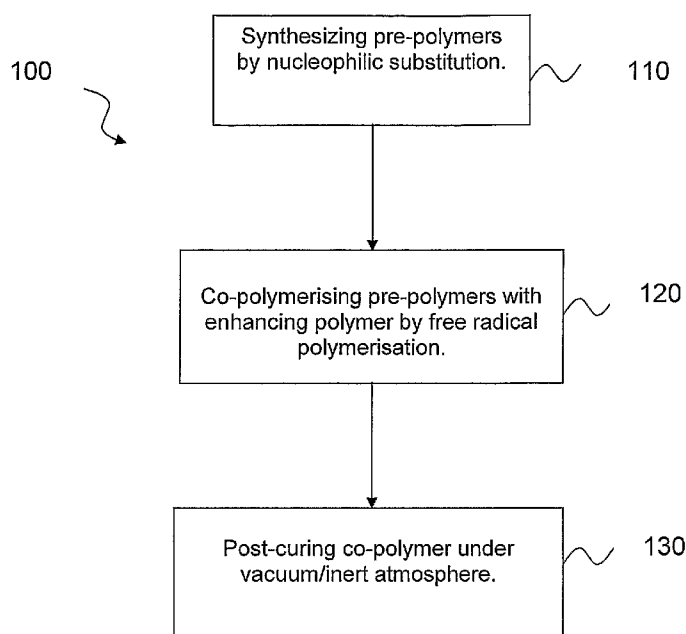 Synthesizing pre-polymers
by nucleophilic substitution.
100
110
Co-polymerising pre-polymers with
enhancing polymer by free radical
polymerisation.
120
Post-curing co-polymer under
vacuum/inert atmosphere.
130